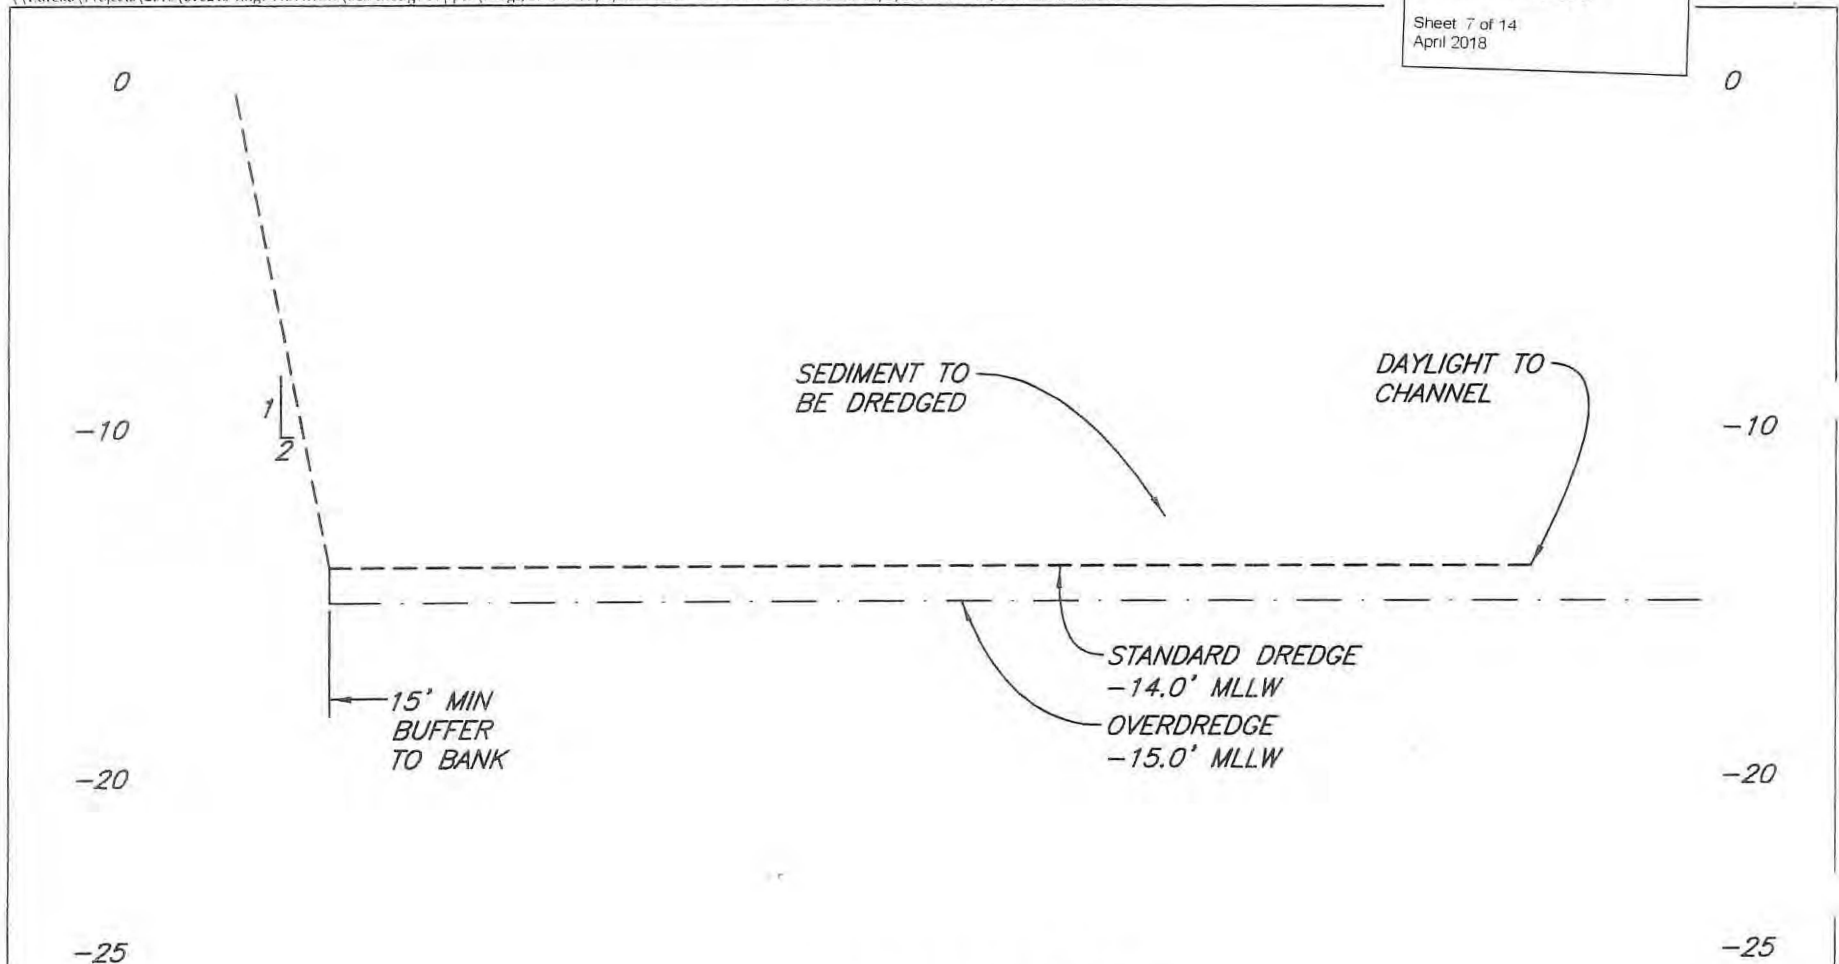 Sheet 7 of 14
April 2018
0
0
SEDIMENT TO
BE DREDGED
DAYLIGHT TO
CHANNEL
1
2
-10
-10
STANDARD DREDGE
-14.0' MLLW
15' MIN
BUFFER
TO BANK
OVERDREDGE
-15.0' MLLW
-20
-20
-25
-25